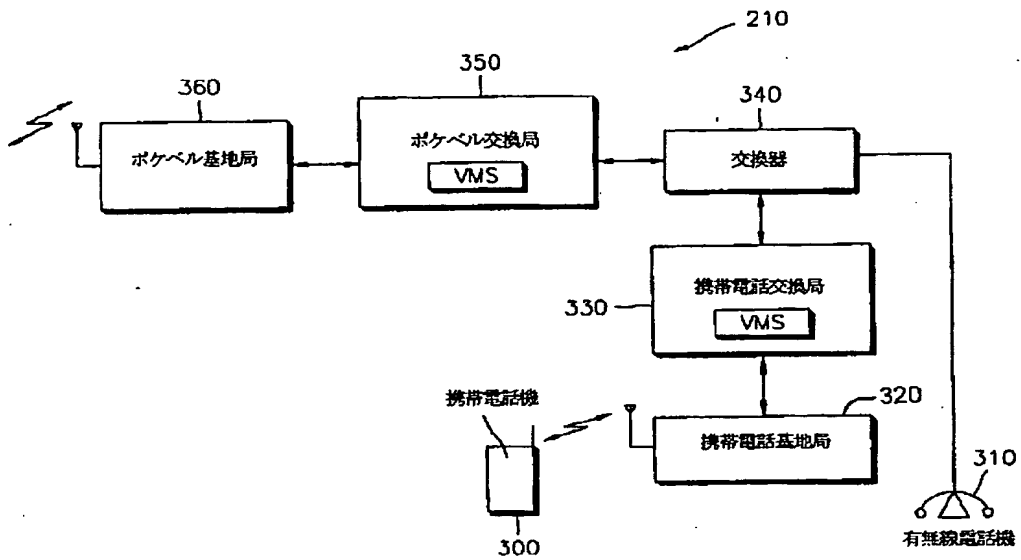 210
360
350
340
ポケベル基地局
ポケベル交換局
VMS
交換器
330
携帯電話交換局
VMS
携帯電話機
320
携帯電話基地局
300
310
有無線電話機